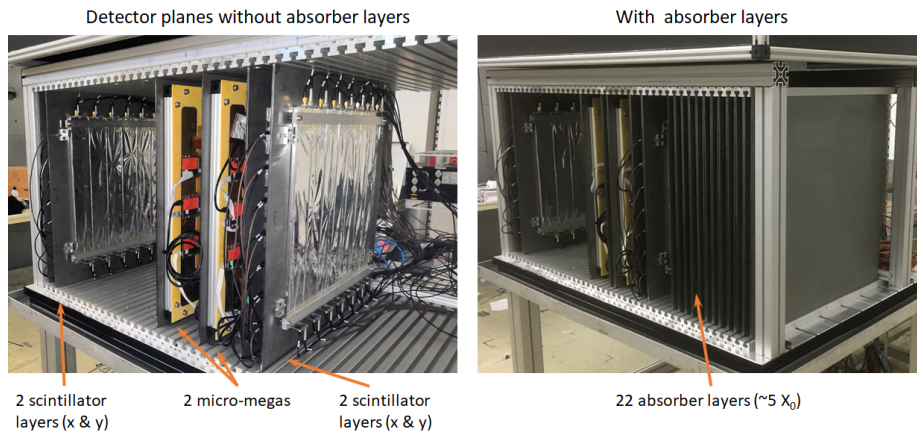 Detector planes without absorber layers
With absorber layers
2 scintillator
layers (x & y)
2 micro-megas
2 scintillator
layers (x & y)
22 absorber layers (~5 X₀)